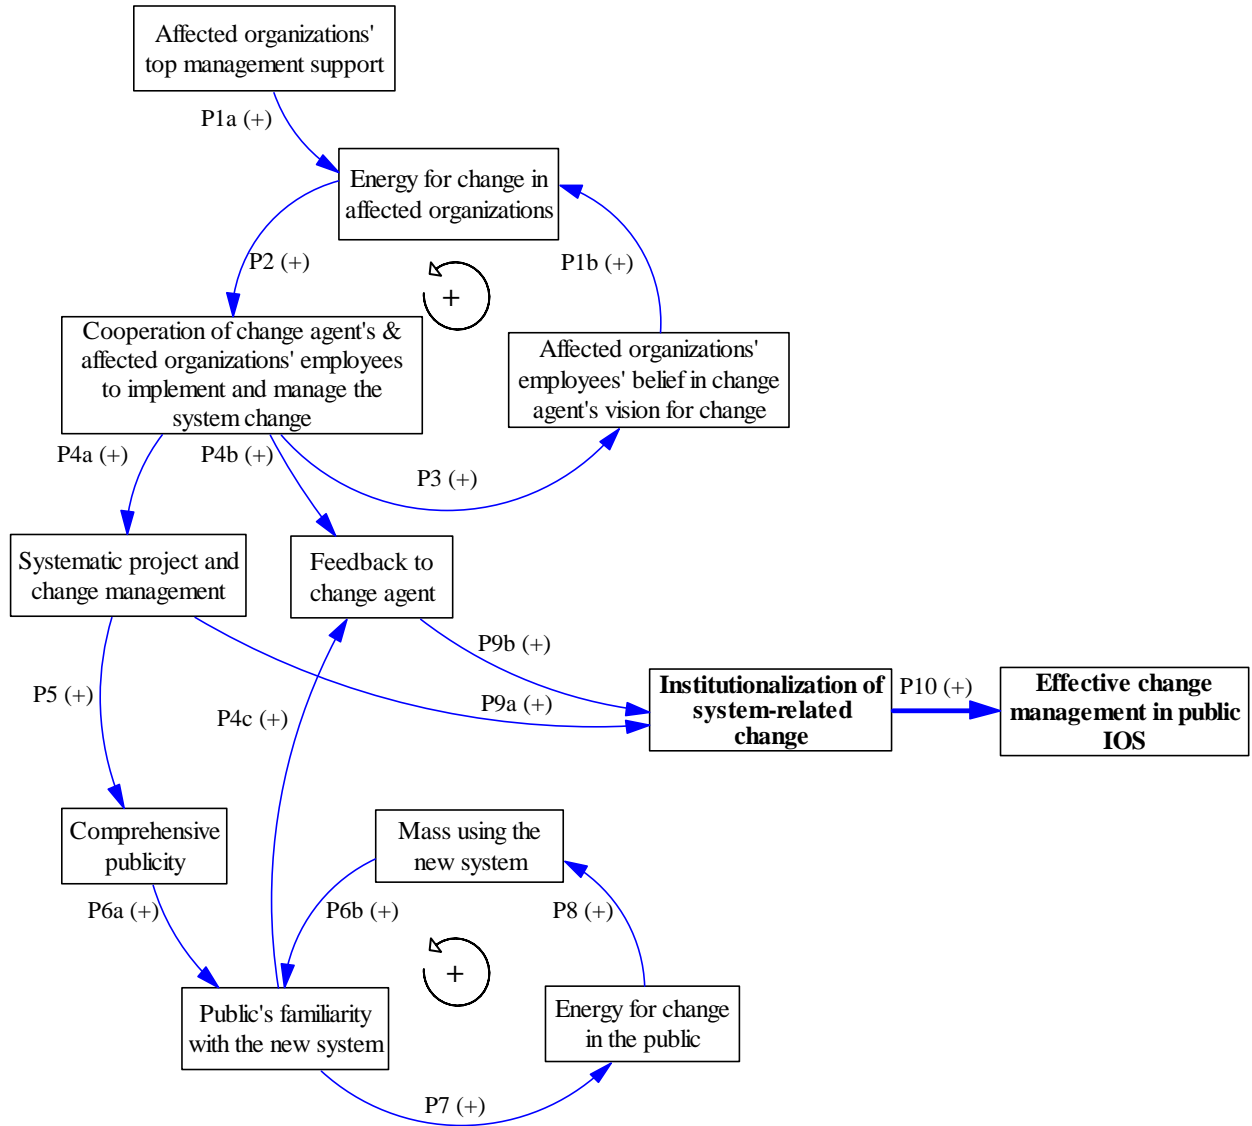 Affected organizations'
top management support
P1a (+)
Energy for change in
affected organizations
P2 (+)
P1b (+)
+
Cooperation of change agent's &
affected organizations' employees
to implement and manage the
system change
Affected organizations'
employees' belief in change
agent's vision for change
P4a (+)
P4b (+)
P3 (+)
Systematic project and
change management
Feedback to
change agent
P9b (+)
P5 (+)
P4c (+)
P9a (+)
Institutionalization of
system-related
change
P10 (+)
Effective change
management in public
IOS
Comprehensive
publicity
Mass using the
new system
P6a (+)
P6b (+)
P8 (+)
+
Public's familiarity
with the new system
Energy for change
in the public
P7 (+)